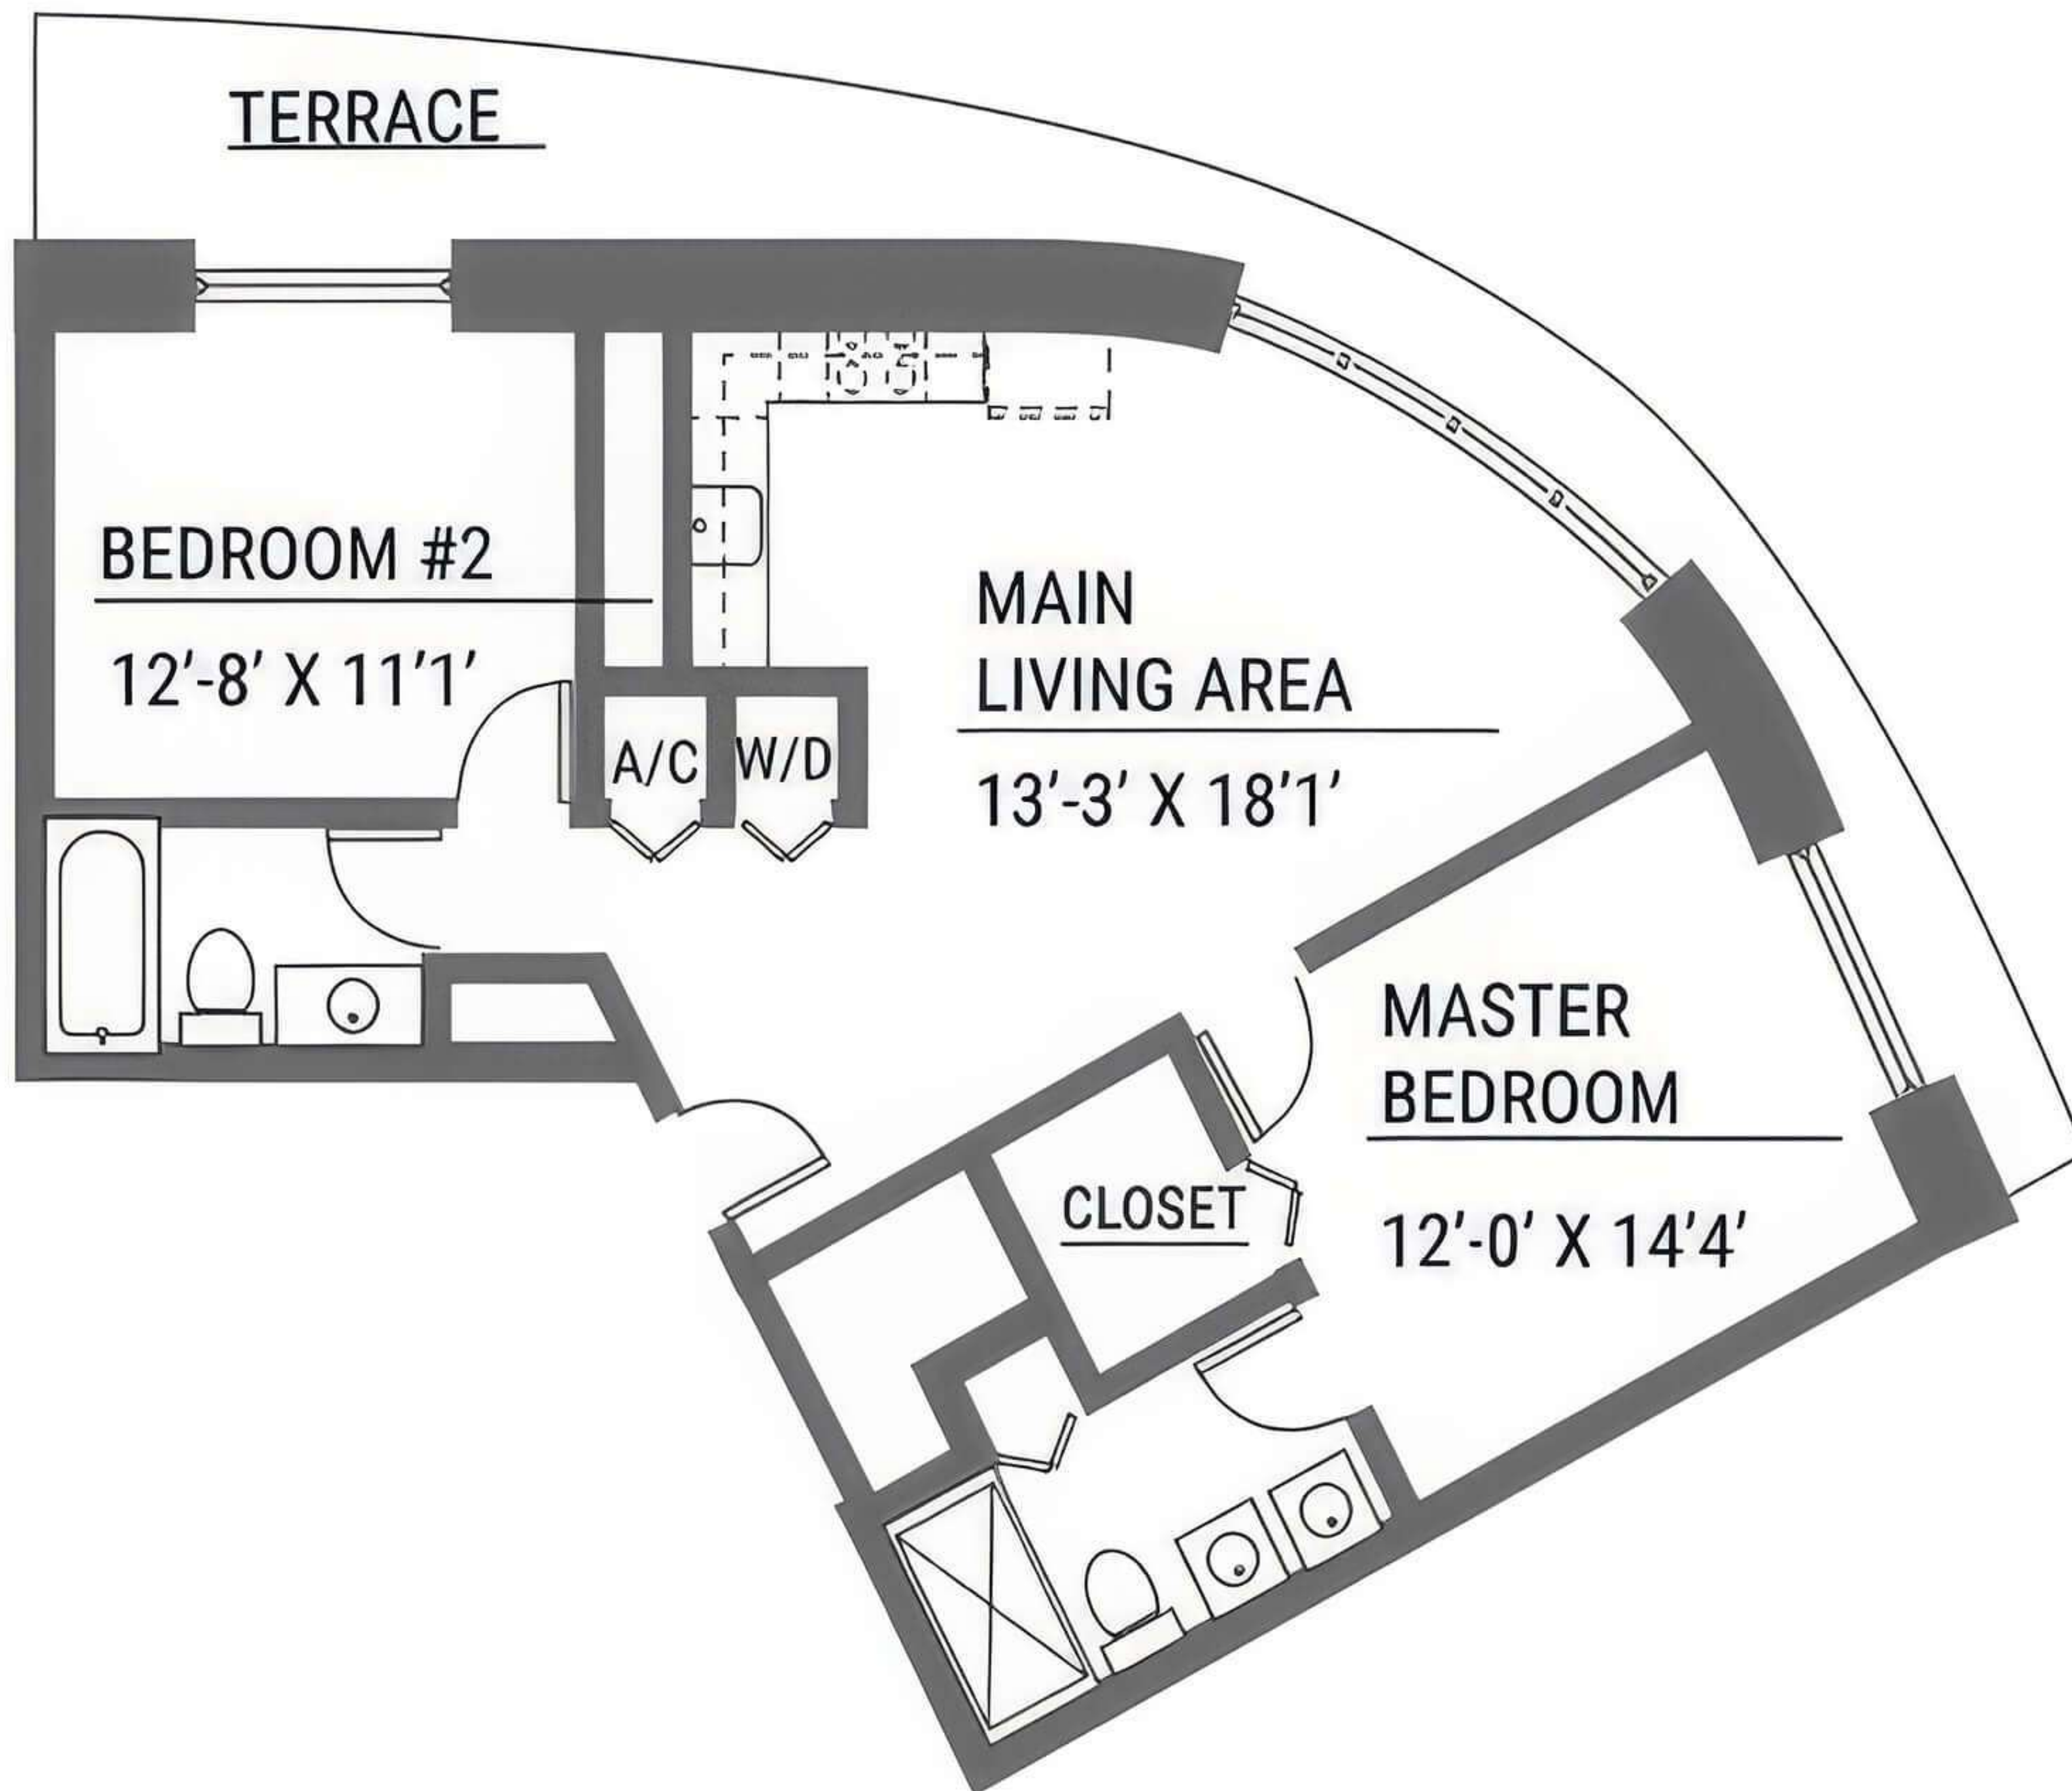 TERRACE
BEDROOM #2
12'-8' X 11'1'
A/C
W/D
MAIN
LIVING AREA
13'-3' X 18'1'
MASTER
BEDROOM
12'-0' X 14'4'
CLOSET